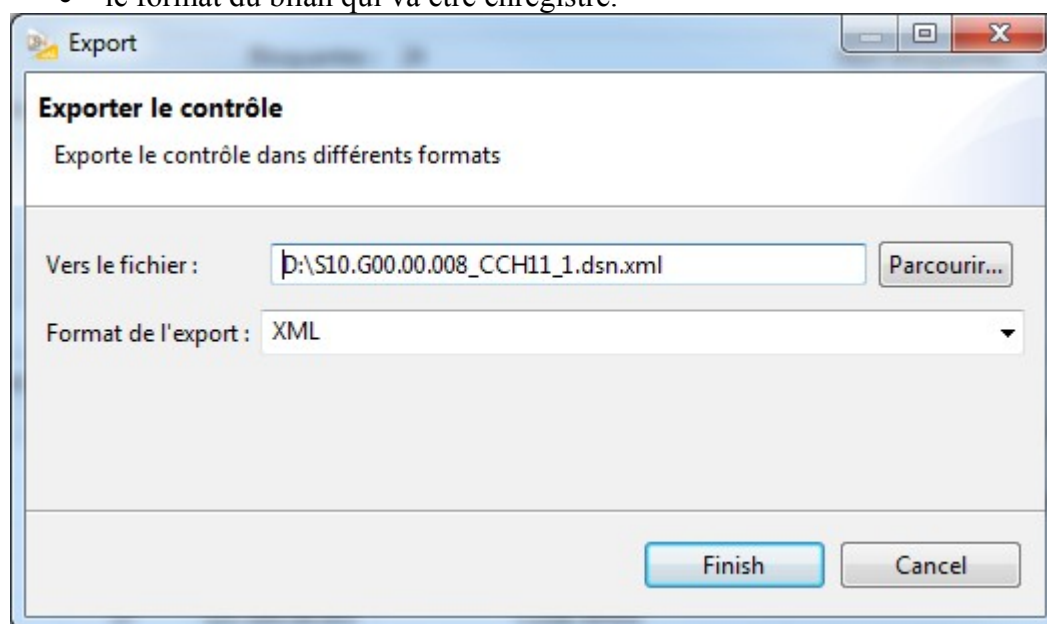 le format du bilan qui va être enregistré.
Export
Exporter le contrôle
Exporte le contrôle dans différents formats
Vers le fichier :
D:\S10.G00.00.008_CCH11_1.dsn.xml
Parcourir...
Format de l'export :
XML
Finish
Cancel